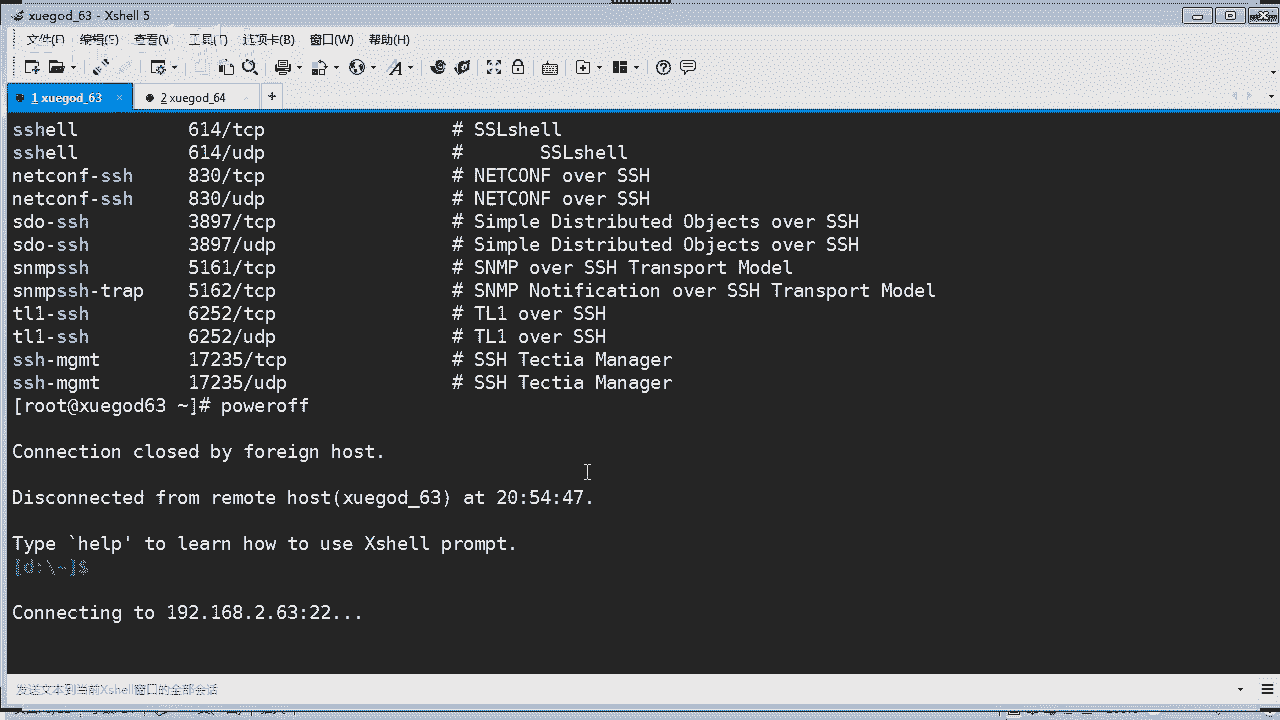 xuegod_63 - Xshell 5
文件(F) 编辑(E) 查看(V) 工具(T) 选项卡(B) 窗口(W) 帮助(H)
1 xuegod_63 × 2 xuegod_64 +
sshell 614/tcp # SSLshell
sshell 614/udp # SSLshell
netconf-ssh 830/tcp # NETCONF over SSH
netconf-ssh 830/udp # NETCONF over SSH
sdo-ssh 3897/tcp # Simple Distributed Objects over SSH
sdo-ssh 3897/udp # Simple Distributed Objects over SSH
snmpssh 5161/tcp # SNMP over SSH Transport Model
snmpssh-trap 5162/tcp # SNMP Notification over SSH Transport Model
tl1-ssh 6252/tcp # TL1 over SSH
tl1-ssh 6252/udp # TL1 over SSH
ssh-mgmt 17235/tcp # SSH Tectia Manager
ssh-mgmt 17235/udp # SSH Tectia Manager
[root@xuegod63 ~]# poweroff
Connection closed by foreign host.
Disconnected from remote host(xuegod_63) at 20:54:47.
Type `help' to learn how to use Xshell prompt.
[d:\~]$
Connecting to 192.168.2.63:22...
发送文本到当前Xshell窗口的全部会话